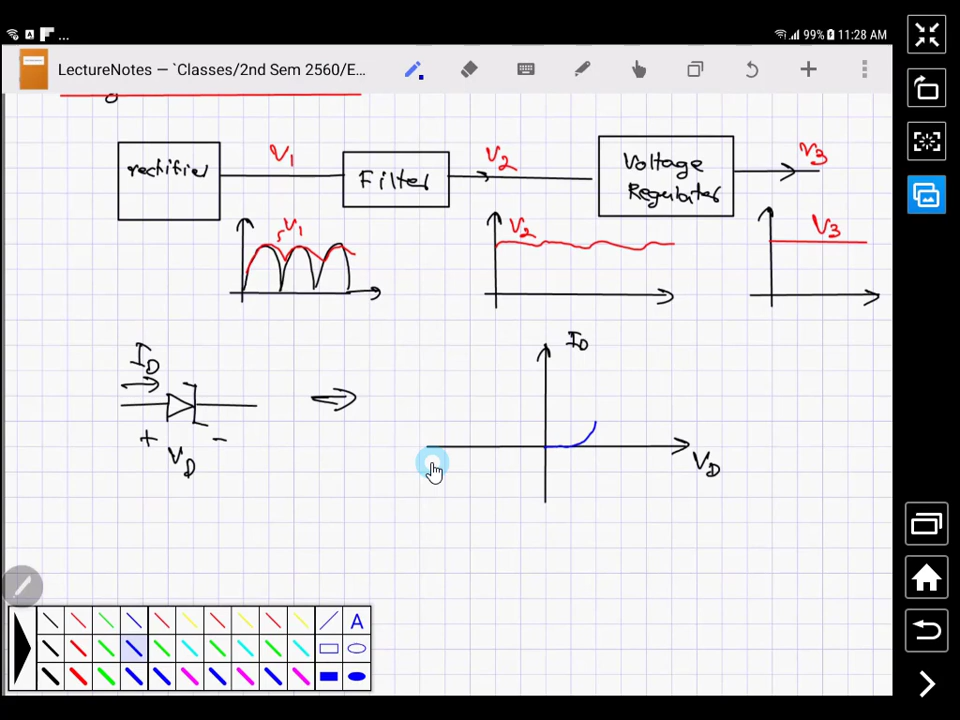 A ... 99% 11:28 AM
LectureNotes — `Classes/2nd Sem 2560/E...
rectifier V1 Filter V2 Voltage Regulator V3
V1 V2 V3
ID ID
+ VD - VD
A